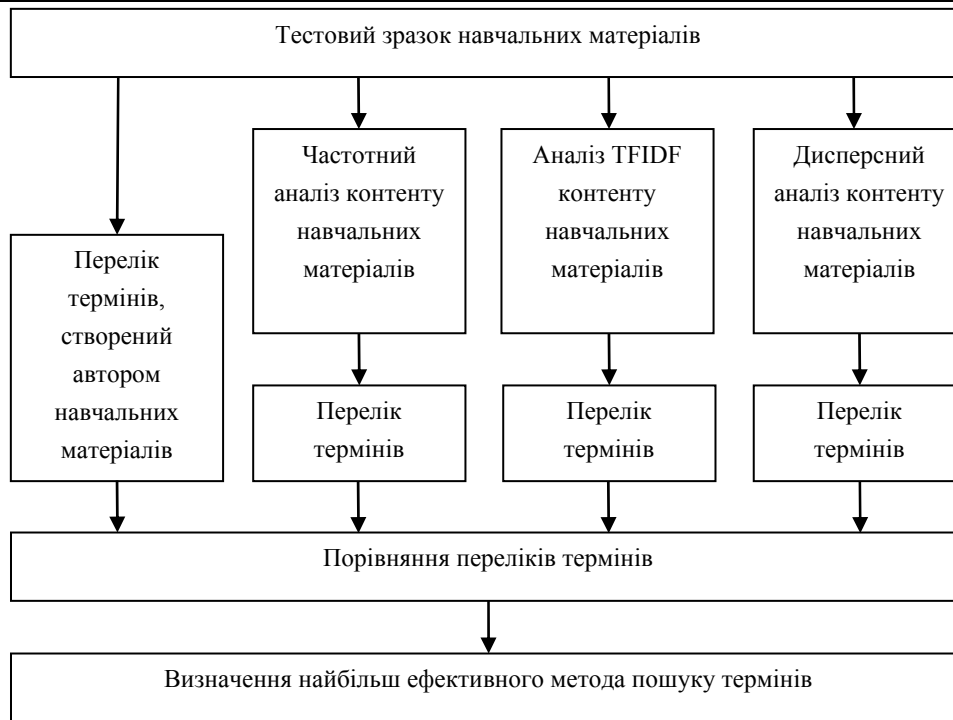 Тестовий зразок навчальних матеріалів
Перелік
термінів,
створений
автором
навчальних
матеріалів
Частотний
аналіз контенту
навчальних
матеріалів
Аналіз TFIDF
контенту
навчальних
матеріалів
Дисперсний
аналіз контенту
навчальних
матеріалів
Перелік
термінів
Перелік
термінів
Перелік
термінів
Порівняння переліків термінів
Визначення найбільш ефективного метода пошуку термінів